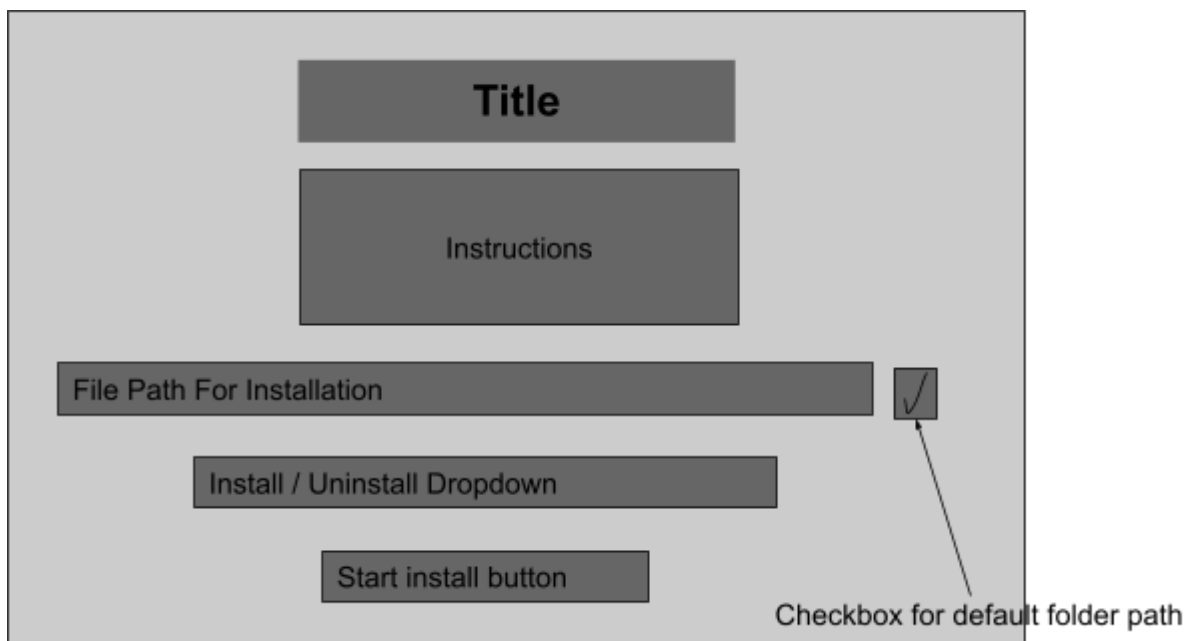 Title
Instructions
File Path For Installation
Install / Uninstall Dropdown
Start install button
Checkbox for default folder path